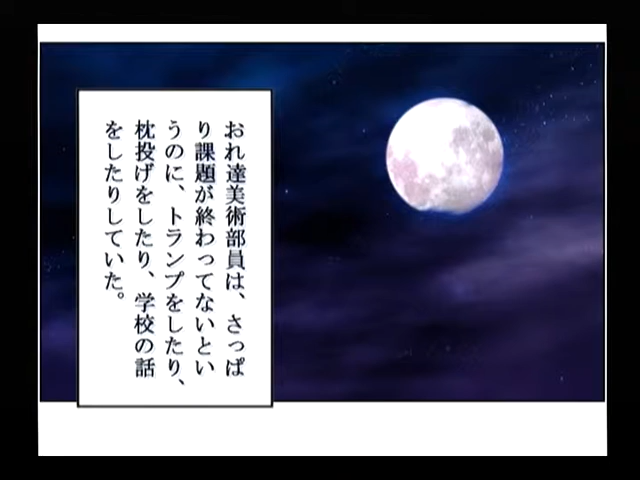 おれ達美術部員は、さっぱ
り課題が終わってないとい
うのに、トランプをしたり、
枕投げをしたり、学校の話
をしたりしていた。